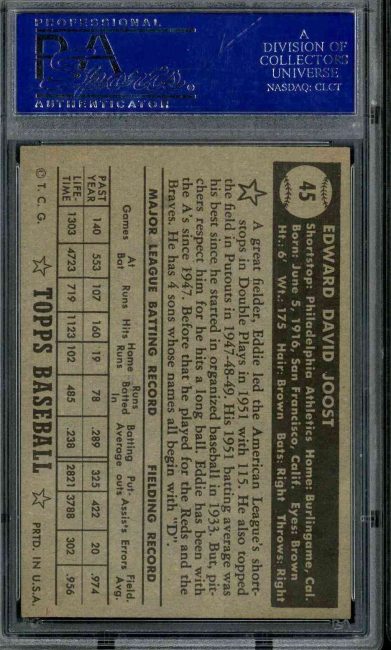 PROFESSIONAL
PSA
AUTHENTICATOR
A
DIVISION OF
COLLECTORS
UNIVERSE
NASDAQ: CLCT
45
EDWARD DAVID JOOST
Shortstop: Philadelphia Athletics Home: Burlingame, Cal.
Born: June 5, 1916, San Francisco, Calif. Eyes: Brown
Ht.: 6' Wt.: 175 Hair: Brown Bats: Right Throws: Right
A great fielder, Eddie led the American League's short-
stops in Double Plays in 1951 with 115. He also topped
the field in Putouts in 1947-48-49. His 1951 batting average was
his best since he started in organized baseball in 1933. But, pit-
chers respect him for he hits a long ball. Eddie has been with
the A's since 1947. Before that he played for the Reds and the
Braves. He has 4 sons whose names all begin with "D".
MAJOR LEAGUE BATTING RECORD FIELDING RECORD
Games At Bat Runs Hits Home Runs Runs Batted In Batting Average Put-outs Assists Errors Field. Avg.
PAST YEAR 140 553 107 160 19 78 .289 325 422 20 .974
LIFE-TIME 1303 4723 719 1123 102 485 .238 2821 3788 302 .956
© T. C. G. TOPPS BASEBALL PRTD. IN U.S.A.